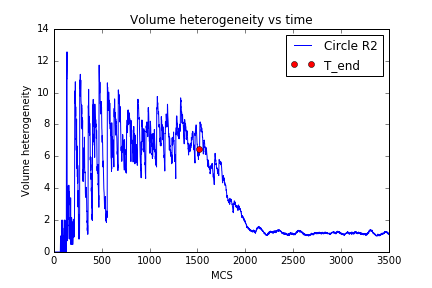 Volume heterogeneity vs time
14
12
10
8
6
4
2
0
Volume heterogeneity
Circle R2
T_end
0 500 1000 1500 2000 2500 3000 3500
MCS